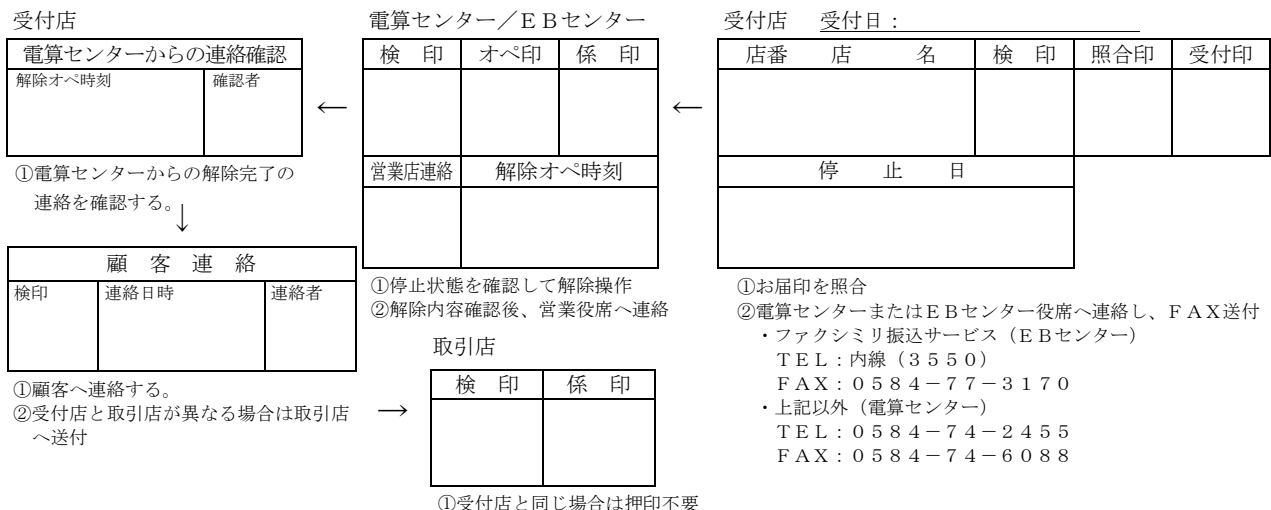 受付店
電算センターからの連絡確認
解除オペ時刻 確認者
①電算センターからの解除完了の
連絡を確認する。
↓
顧 客 連 絡
検印 連絡日時 連絡者
①顧客へ連絡する。
②受付店と取引店が異なる場合は取引店
へ送付
←
電算センター／ＥＢセンター
検 印 オペ印 係 印
営業店連絡 解除オペ時刻
①停止状態を確認して解除操作
②解除内容確認後、営業役席へ連絡
→
取引店
検 印 係 印
①受付店と同じ場合は押印不要
←
受付店 受付日：
店番 店 名 検 印 照合印 受付印
停 止 日
①お届印を照合
②電算センターまたはＥＢセンター役席へ連絡し、ＦＡＸ送付
・ファクシミリ振込サービス（ＥＢセンター）
ＴＥＬ：内線（３５５０）
ＦＡＸ：０５８４－７７－３１７０
・上記以外（電算センター）
ＴＥＬ：０５８４－７４－２４５５
ＦＡＸ：０５８４－７４－６０８８